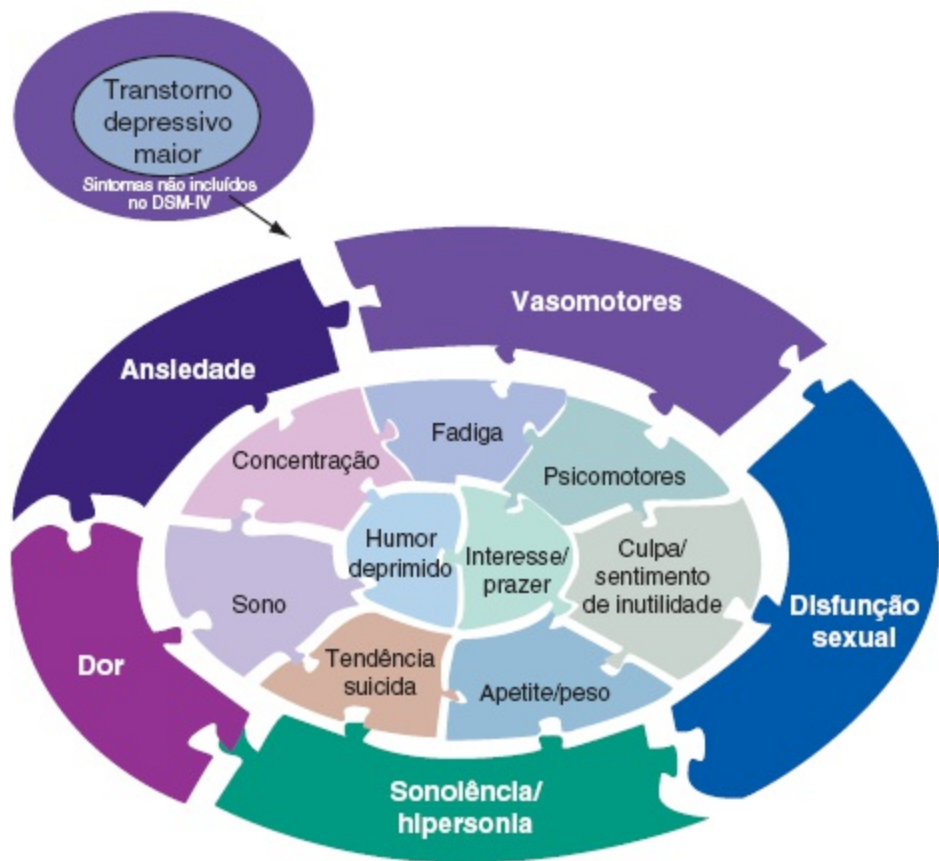 Transtorno
depressivo
maior
Sintomas não incluídos
no DSM-IV
Vasomotores
Ansiedade
Fadiga
Concentração
Psicomotores
Humor
deprimido
Interesse/
prazer
Culpa/
sentimento
de inutilidade
Sono
Disfunção
sexual
Dor
Tendência
suicida
Apetite/peso
Sonolência/
hipersonia